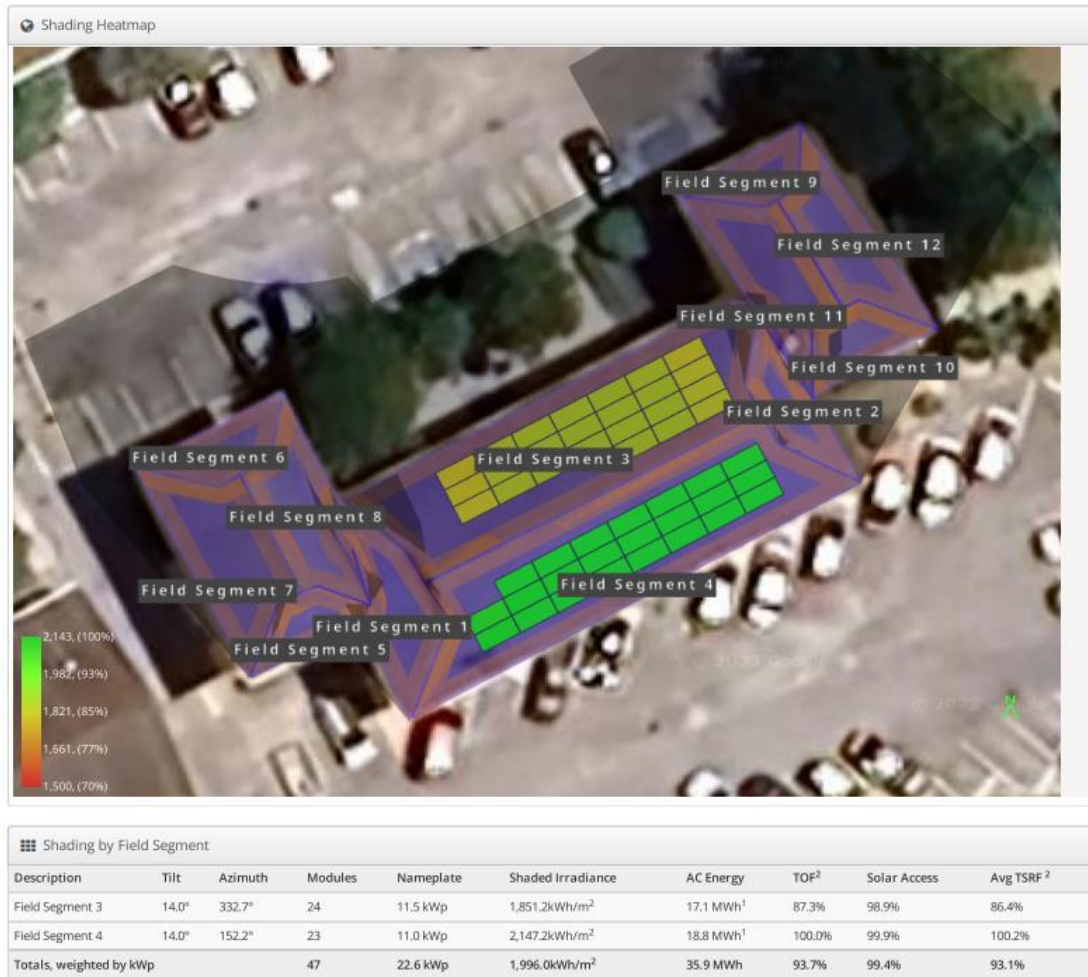 Shading Heatmap
Field Segment 9
Field Segment 12
Field Segment 11
Field Segment 10
Field Segment 2
Field Segment 6
Field Segment 3
Field Segment 8
Field Segment 7
Field Segment 4
Field Segment 1
Field Segment 5
2,143, (100%)
1,982, (93%)
1,821, (85%)
1,661, (77%)
1,500, (70%)
N
Shading by Field Segment
Description Tilt Azimuth Modules Nameplate Shaded Irradiance AC Energy TOF² Solar Access Avg TSRF ²
Field Segment 3 14.0° 332.7° 24 11.5 kWp 1,851.2kWh/m² 17.1 MWh¹ 87.3% 98.9% 86.4%
Field Segment 4 14.0° 152.2° 23 11.0 kWp 2,147.2kWh/m² 18.8 MWh¹ 100.0% 99.9% 100.2%
Totals, weighted by kWp 47 22.6 kWp 1,996.0kWh/m² 35.9 MWh 93.7% 99.4% 93.1%